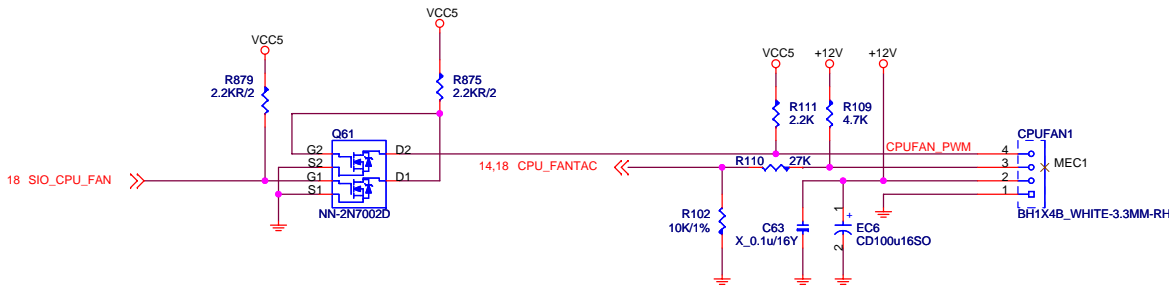 VCC5
VCC5
R879
2.2KR/2
R875
2.2KR/2
VCC5
+12V
+12V
R111
2.2K
R109
4.7K
Q61
CPUFAN1
G2
D2
CPUFAN_PWM
4
S2
14,18 CPU_FANTAC
R110
27K
3
MEC1
18 SIO_CPU_FAN
G1
D1
2
S1
1
NN-2N7002D
BH1X4B_WHITE-3.3MM-RH
R102
10K/1%
C63
X_0.1u/16Y
1
+
EC6
CD100u16SO
2